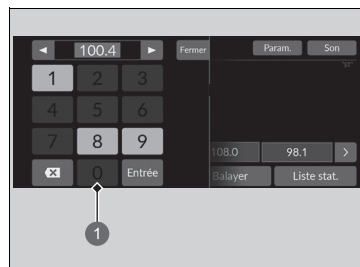 ◄ 100.4 ► Fermer Param. Son
"ST"
1 2 3
4 5 6
7 8 9
108.0 98.1 >
0 Entrée Balayer Liste stat.
1